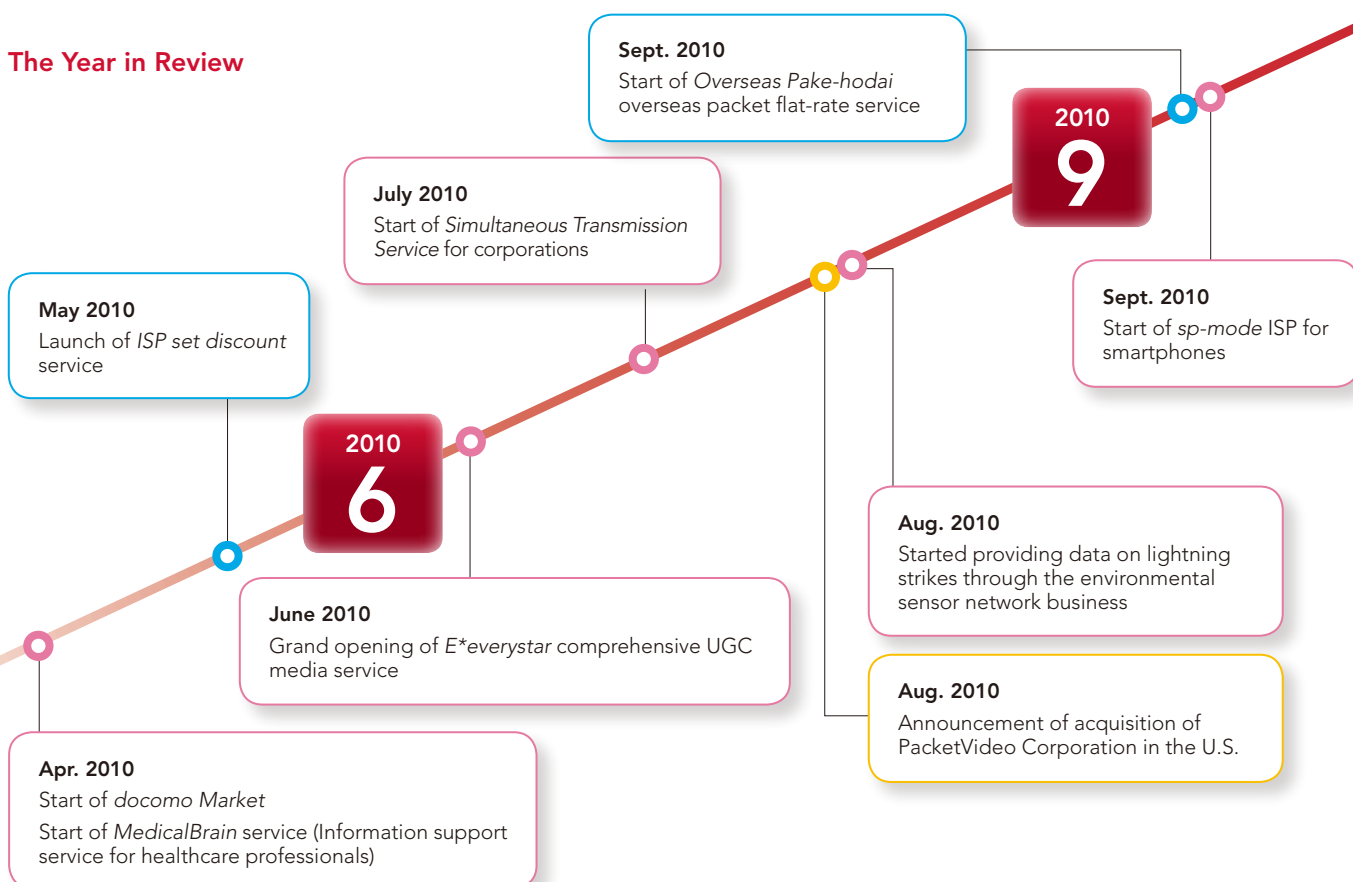 The Year in Review
Sept. 2010
Start of Overseas Pake-hodai
overseas packet flat-rate service
2010
9
July 2010
Start of Simultaneous Transmission
Service for corporations
May 2010
Launch of ISP set discount
service
Sept. 2010
Start of sp-mode ISP for
smartphones
2010
6
Aug. 2010
Started providing data on lightning
strikes through the environmental
sensor network business
June 2010
Grand opening of E*everystar comprehensive UGC
media service
Aug. 2010
Announcement of acquisition of
PacketVideo Corporation in the U.S.
Apr. 2010
Start of docomo Market
Start of MedicalBrain service (Information support
service for healthcare professionals)